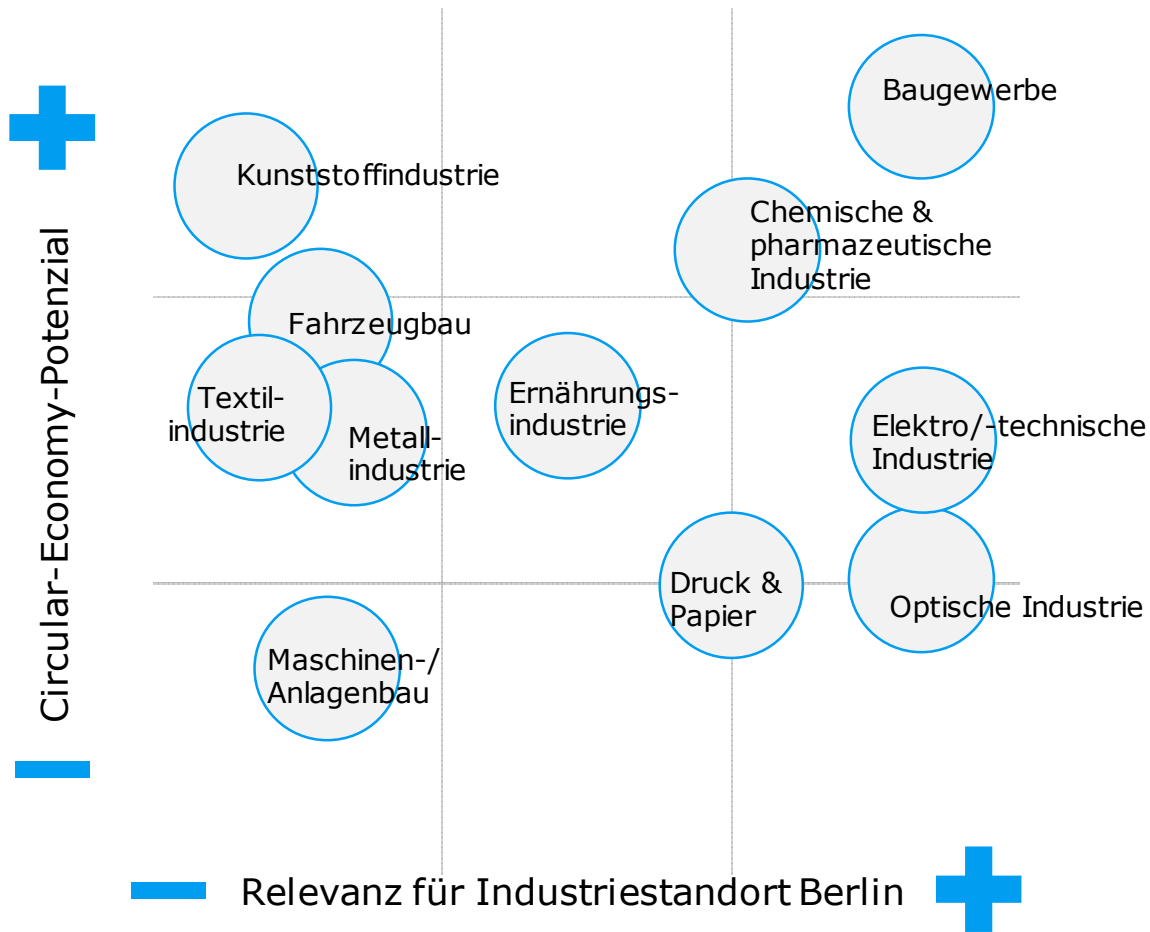 Baugewerbe
Kunststoffindustrie
Chemische &
pharmazeutische
Industrie
Fahrzeugbau
Ernährungs-
industrie
Textil-
industrie
Metall-
industrie
Elektro/-technische
Industrie
Druck &
Papier
Optische Industrie
Maschinen-/
Anlagenbau
Circular-Economy-Potenzial
Relevanz für Industriestandort Berlin